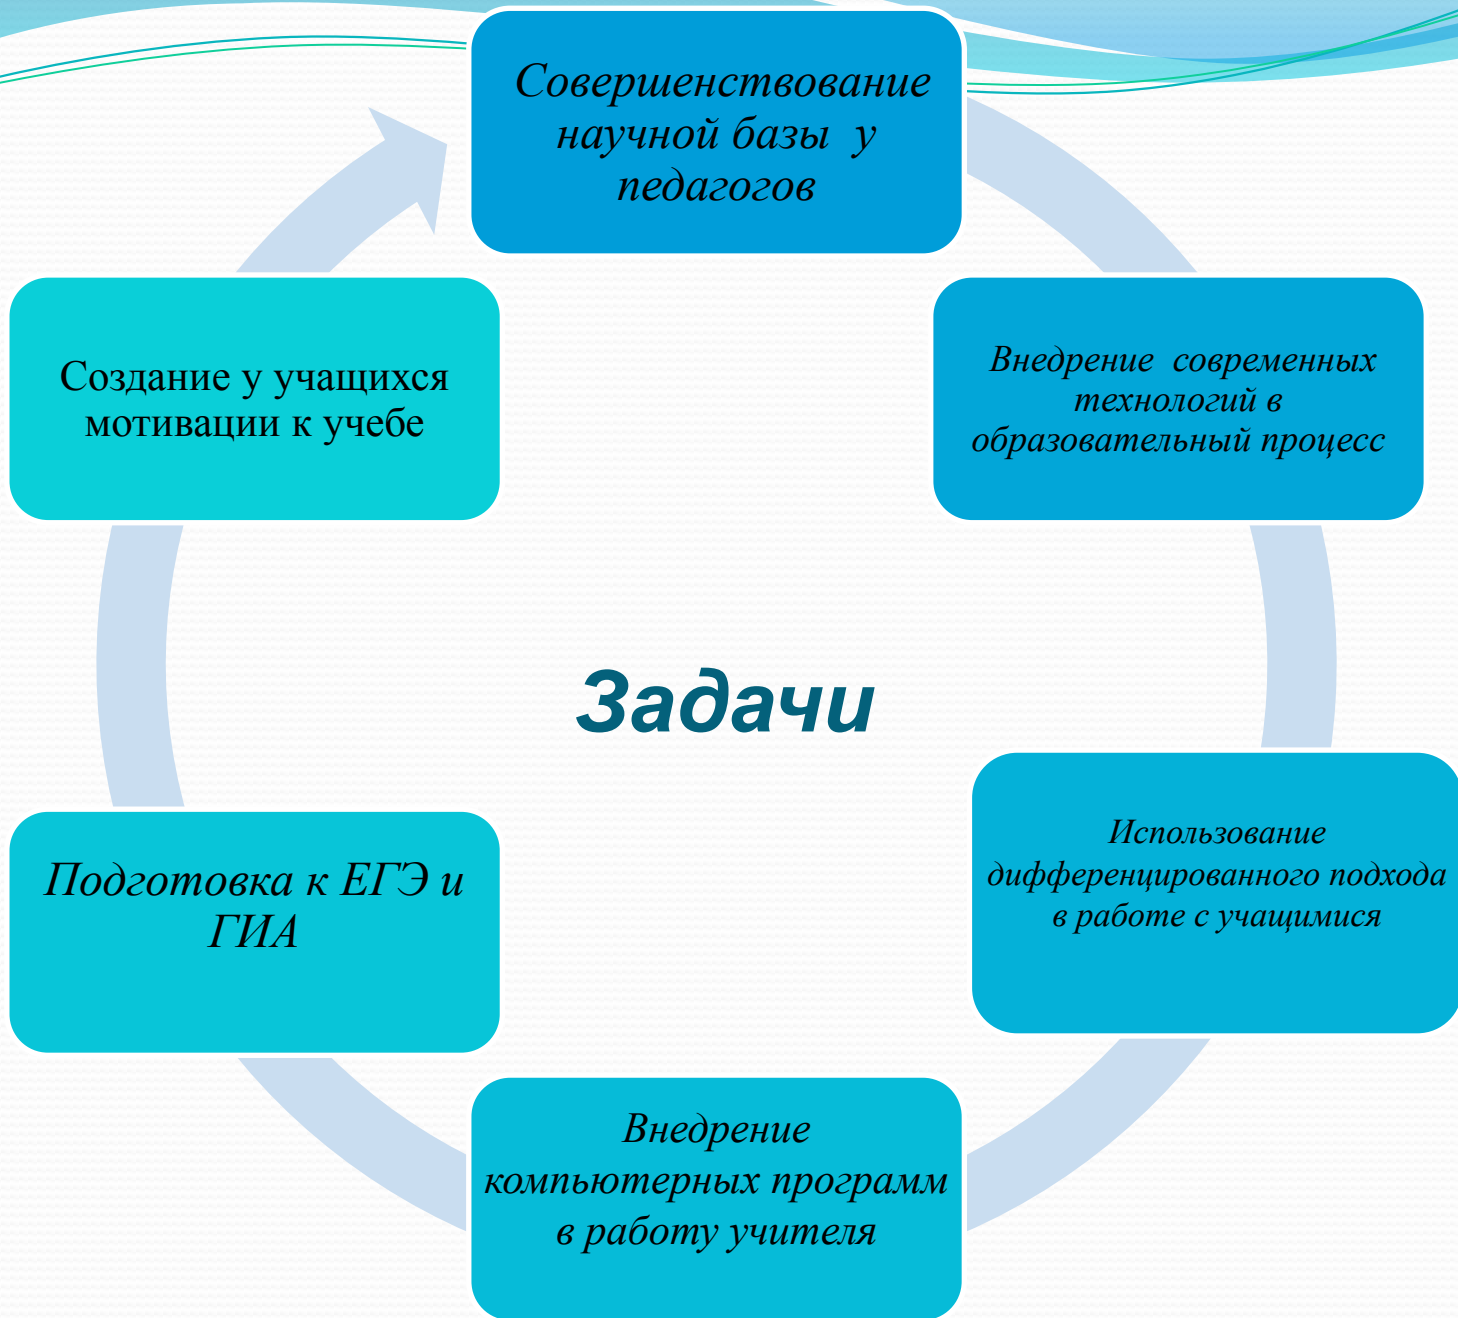 Совершенствование
научной базы у
педагогов
Внедрение современных
технологий в
образовательный процесс
Использование
дифференцированного подхода
в работе с учащимися
Внедрение
компьютерных программ
в работу учителя
Подготовка к ЕГЭ и
ГИА
Создание у учащихся
мотивации к учебе
Задачи